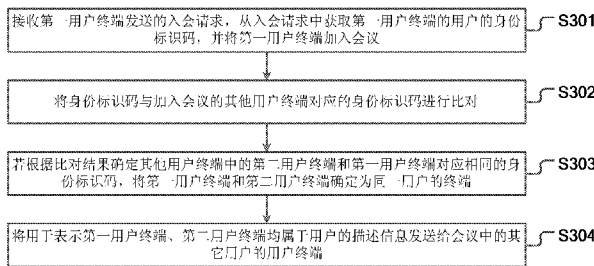 接收第一用户终端发送的入会请求，从入会请求中获取第一用户终端的用户的身份
标识码，并将第一用户终端加入会议
S301
将身份标识码与加入会议的其他用户终端对应的身份标识码进行比对
S302
若根据比对结果确定其他用户终端中的第二用户终端和第一用户终端对应相同的身
份标识码，将第一用户终端和第二用户终端确定为同一用户的终端
S303
将用于表示第一用户终端、第二用户终端均属于用户的描述信息发送给会议中的其
它用户的用户终端
S304